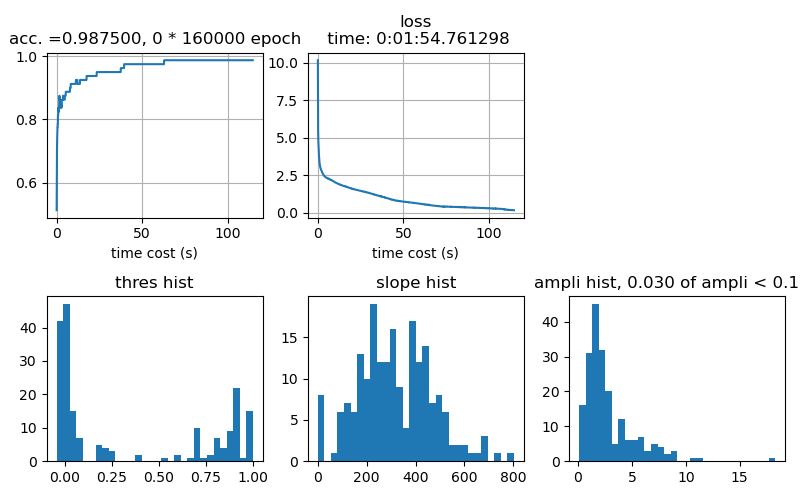 acc. =0.987500, 0 * 160000 epoch
1.0
0.8
0.6
0 50 100
time cost (s)
loss
time: 0:01:54.761298
10.0
7.5
5.0
2.5
0.0
0 50 100
time cost (s)
thres hist
40
30
20
10
0
0.00 0.25 0.50 0.75 1.00
slope hist
15
10
5
0
0 200 400 600 800
ampli hist, 0.030 of ampli < 0.1
40
30
20
10
0
0 5 10 15